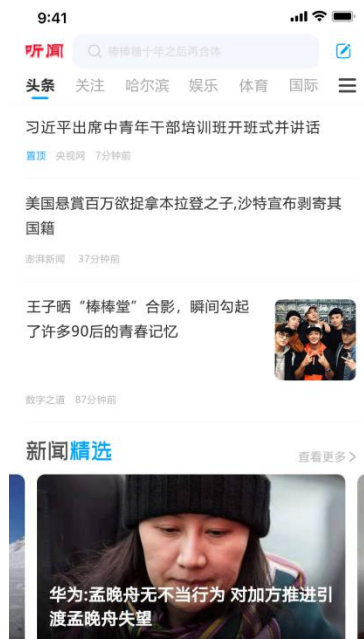 9:41
听闻
棒棒糖十年之后再合体
头条 关注 哈尔滨 娱乐 体育 国际
习近平出席中青年干部培训班开班式并讲话
置顶 央视网 7分钟前
美国悬賞百万欲捉拿本拉登之子,沙特宣布剥寄其
国籍
澎湃新闻 37分钟前
王子晒“棒棒堂”合影，瞬间勾起
了许多90后的青春记忆
数字之道 87分钟前
新闻精选
查看更多>
华为:孟晚舟无不当行为 对加方推进引
渡孟晚舟失望